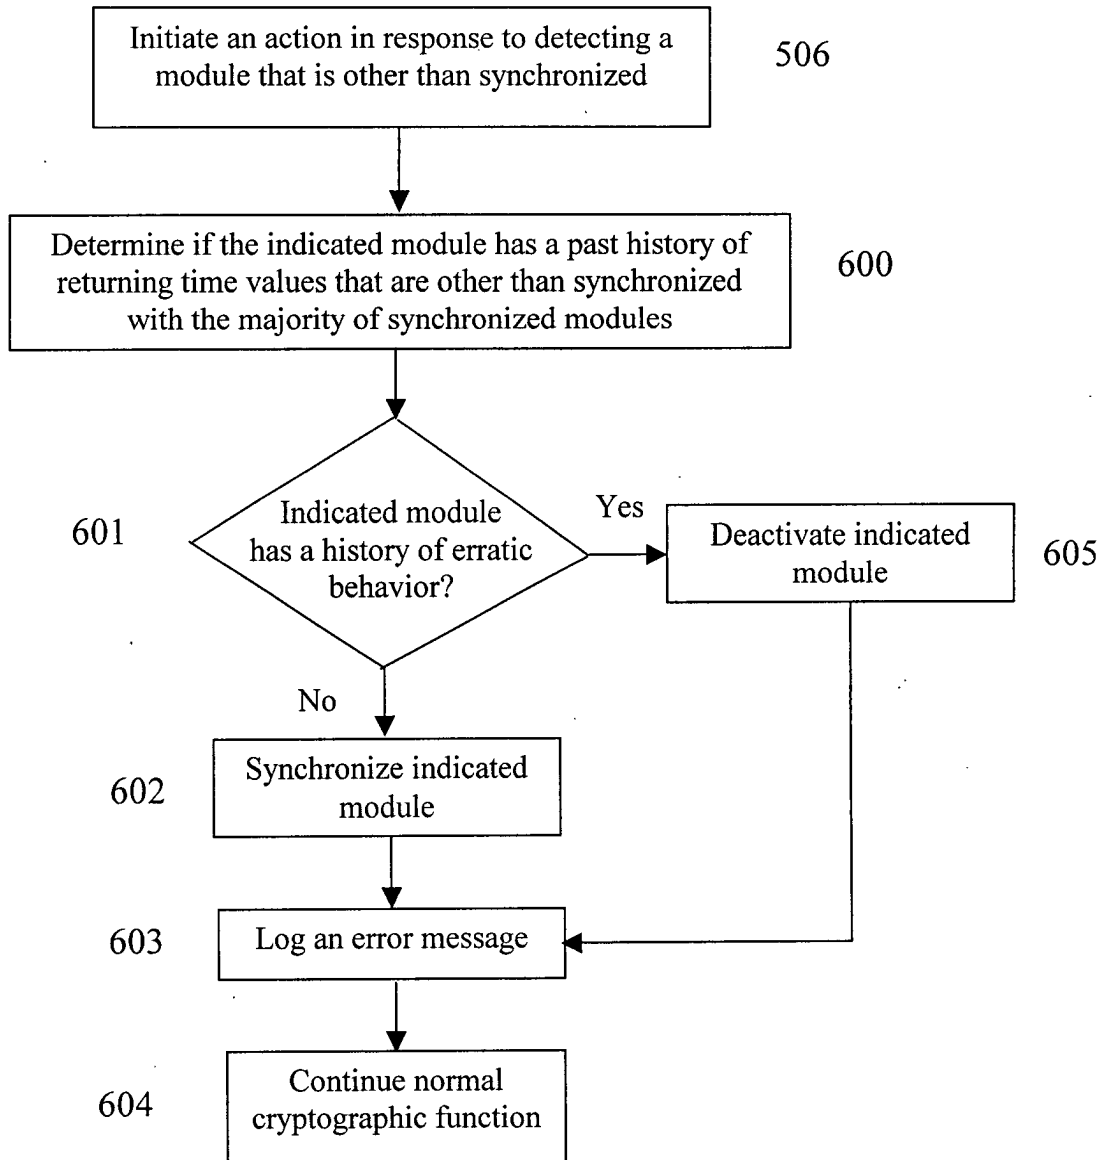 Initiate an action in response to detecting a
module that is other than synchronized
506
Determine if the indicated module has a past history of
returning time values that are other than synchronized
with the majority of synchronized modules
600
601
Indicated module
has a history of erratic
behavior?
Yes
Deactivate indicated
module
605
No
602
Synchronize indicated
module
603
Log an error message
604
Continue normal
cryptographic function